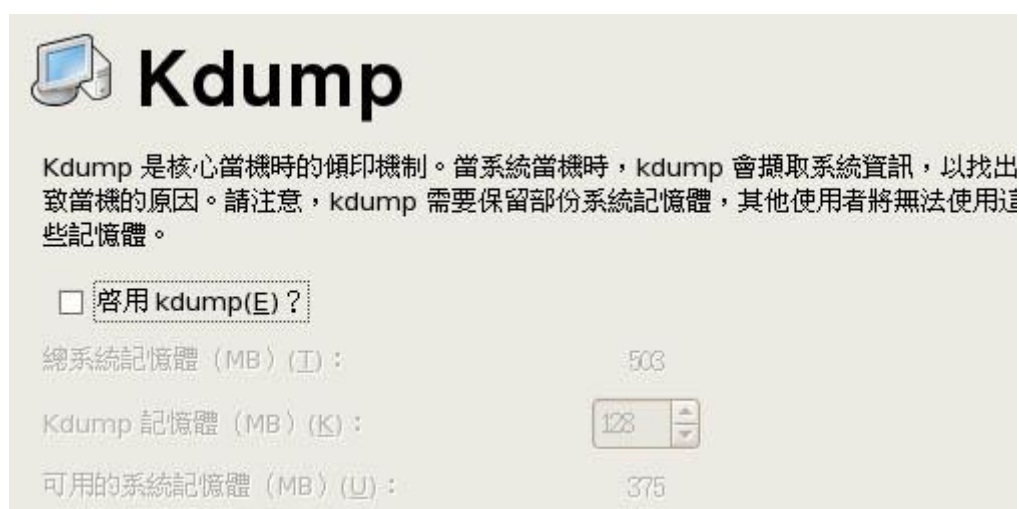 Kdump
Kdump 是核心當機時的傾印機制。當系統當機時，kdump 會擷取系統資訊，以找出
致當機的原因。請注意，kdump 需要保留部份系統記憶體，其他使用者將無法使用這
些記憶體。
啓用 kdump(E)？
總系統記憶體（MB）(T)： 503
Kdump 記憶體（MB）(K)： 128
可用的系統記憶體（MB）(U)： 375